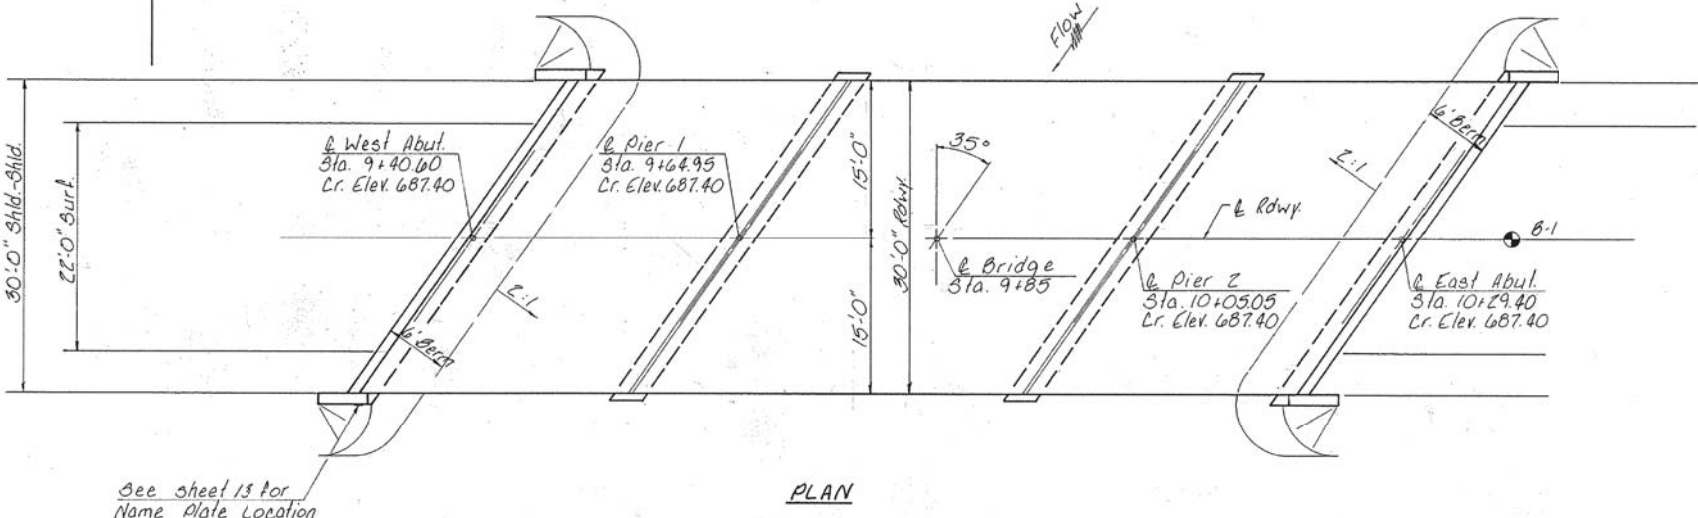 Flow
30'-0" Shld.-Shld.
22'-0" Surf.
℄ West Abut.
Sta. 9+40.60
Cr. Elev. 687.40
℄ Pier 1
Sta. 9+64.95
Cr. Elev. 687.40
15'-0"
15'-0"
30'-0" Rdwy.
35°
℄ Bridge
Sta. 9+85
℄ Rdwy.
℄ Pier 2
Sta. 10+05.05
Cr. Elev. 687.40
℄ East Abut.
Sta. 10+29.40
Cr. Elev. 687.40
6' Berm
2:1
B-1
2:1
6' Berm
See sheet 13 for
Name Plate Location
PLAN